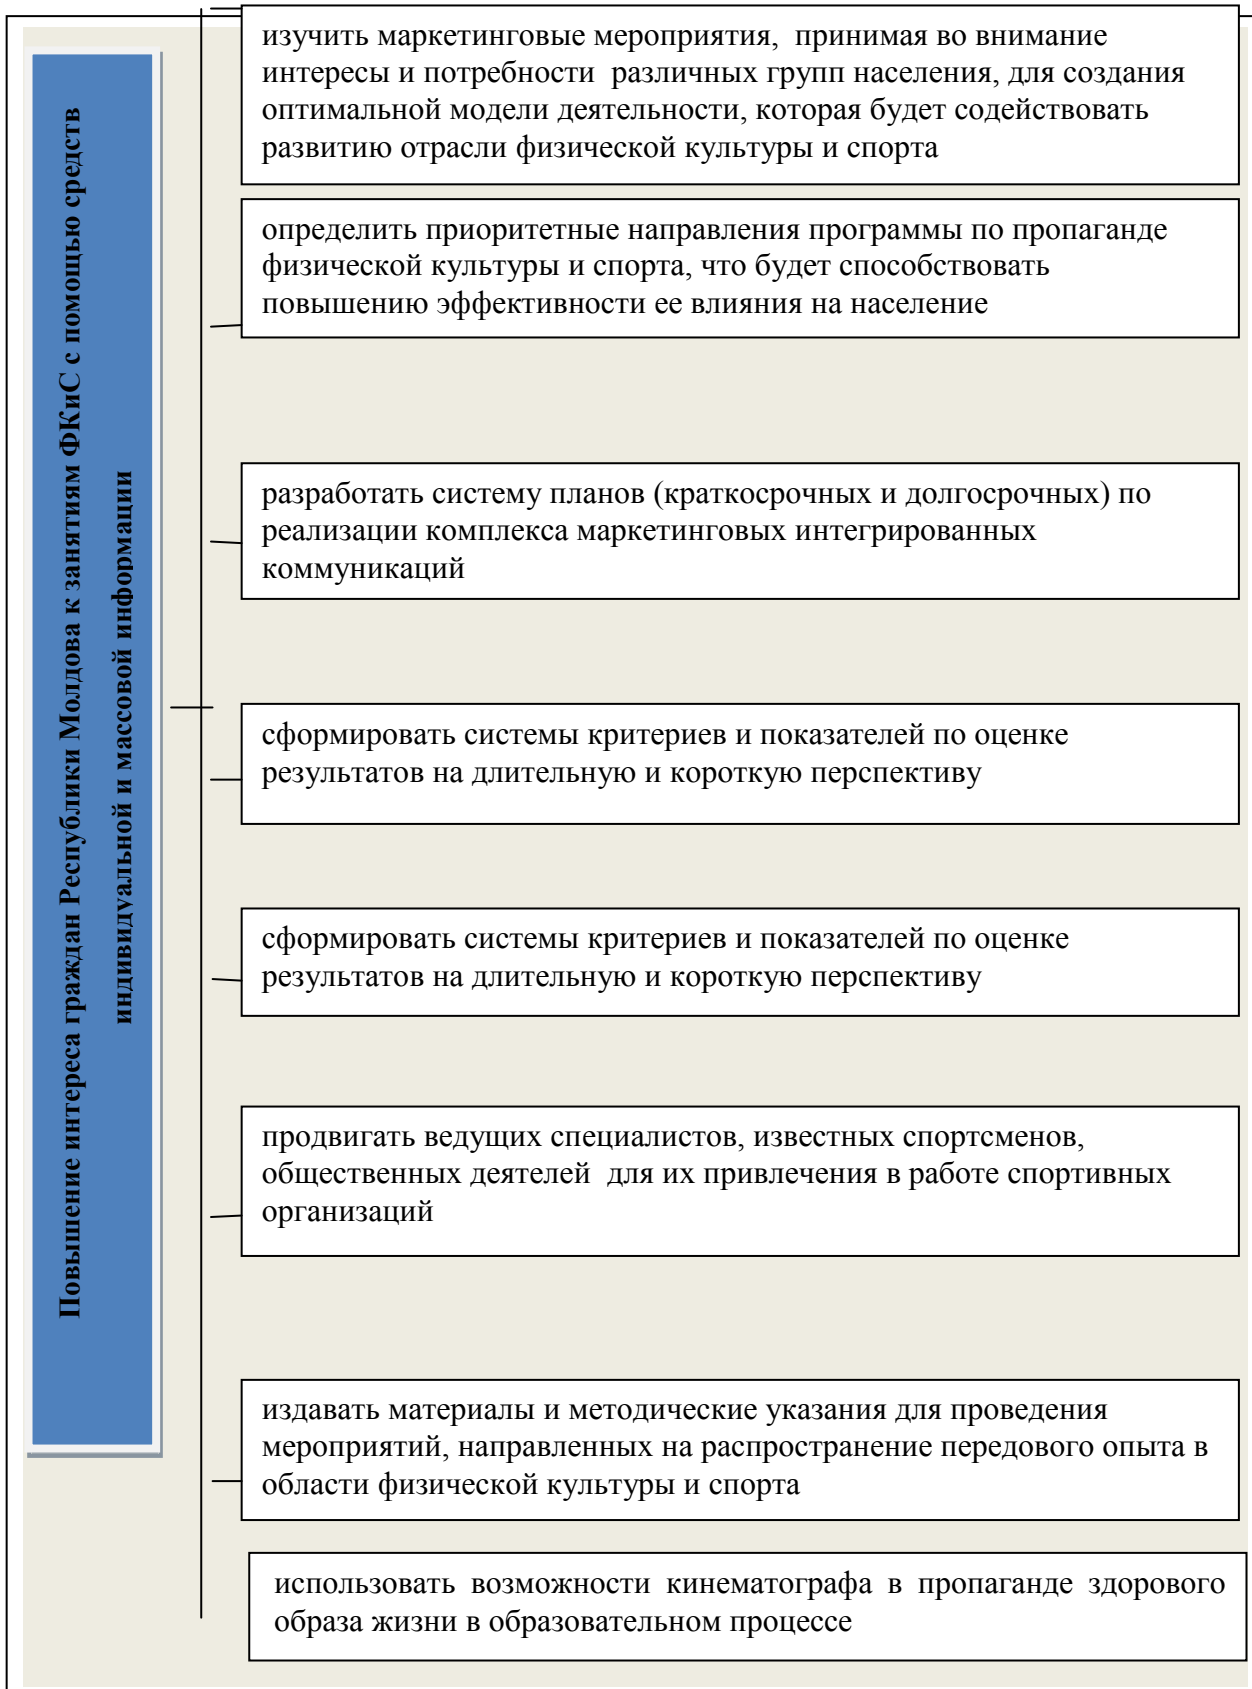 Повышение интереса граждан Республики Молдова к занятиям ФКиС с помощью средств
индивидуальной и массовой информации
изучить маркетинговые мероприятия, принимая во внимание
интересы и потребности различных групп населения, для создания
оптимальной модели деятельности, которая будет содействовать
развитию отрасли физической культуры и спорта
определить приоритетные направления программы по пропаганде
физической культуры и спорта, что будет способствовать
повышению эффективности ее влияния на население
разработать систему планов (краткосрочных и долгосрочных) по
реализации комплекса маркетинговых интегрированных
коммуникаций
сформировать системы критериев и показателей по оценке
результатов на длительную и короткую перспективу
сформировать системы критериев и показателей по оценке
результатов на длительную и короткую перспективу
продвигать ведущих специалистов, известных спортсменов,
общественных деятелей для их привлечения в работе спортивных
организаций
издавать материалы и методические указания для проведения
мероприятий, направленных на распространение передового опыта в
области физической культуры и спорта
использовать возможности кинематографа в пропаганде здорового
образа жизни в образовательном процессе